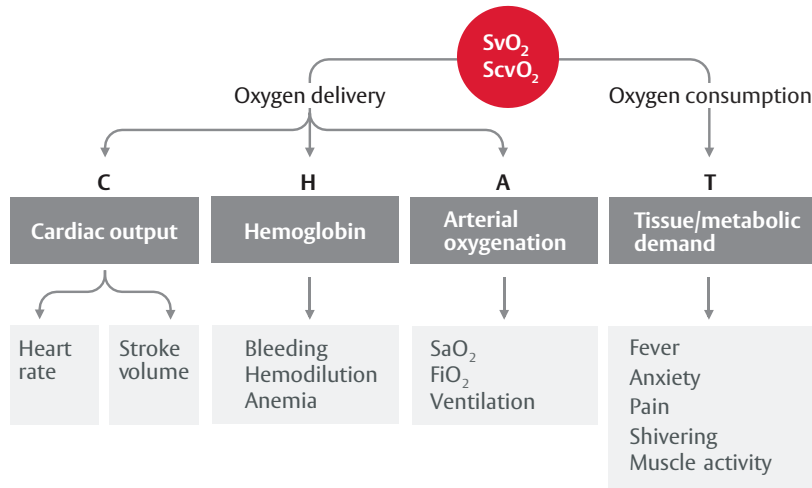 SvO₂
ScvO₂
Oxygen delivery
Oxygen consumption
C
H
A
T
Cardiac output
Hemoglobin
Arterial
oxygenation
Tissue/metabolic
demand
Heart
rate
Stroke
volume
Bleeding
Hemodilution
Anemia
SaO₂
FiO₂
Ventilation
Fever
Anxiety
Pain
Shivering
Muscle activity